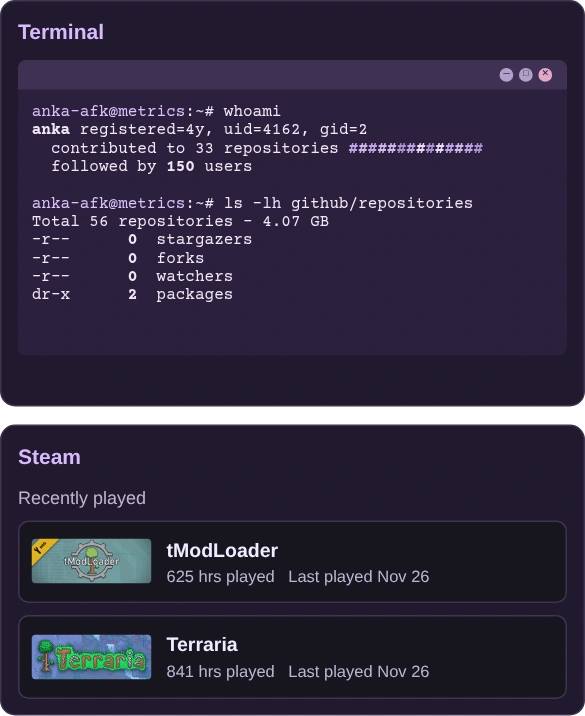 Terminal
anka-afk@metrics:~# whoami
anka registered=4y, uid=4162, gid=2
contributed to 33 repositories ##############
followed by 150 users
anka-afk@metrics:~# ls -lh github/repositories
Total 56 repositories - 4.07 GB
-r-- 0 stargazers
-r-- 0 forks
-r-- 0 watchers
dr-x 2 packages
Steam
Recently played
tModLoader
tModLoader
625 hrs played Last played Nov 26
Terraria
Terraria
841 hrs played Last played Nov 26